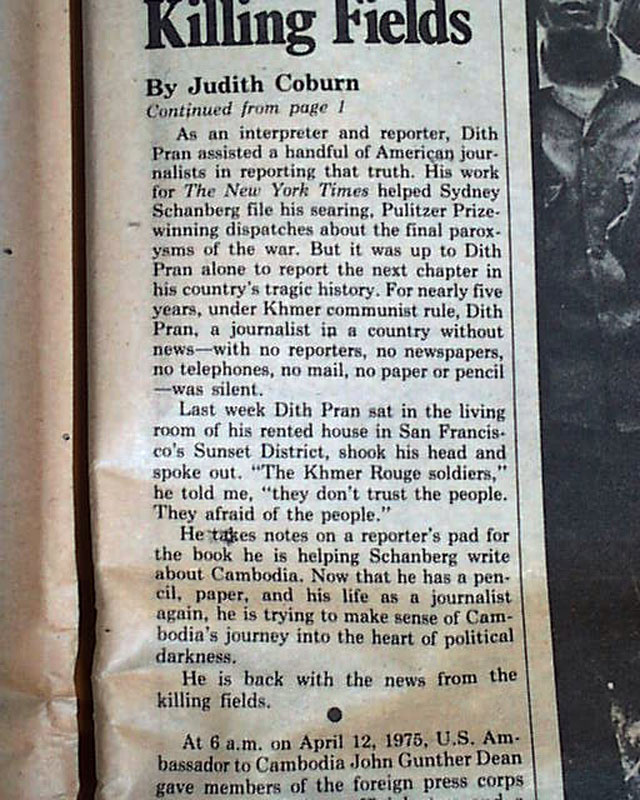 Killing Fields
By Judith Coburn
Continued from page 1
As an interpreter and reporter, Dith
Pran assisted a handful of American jour-
nalists in reporting that truth. His work
for The New York Times helped Sydney
Schanberg file his searing, Pulitzer Prize-
winning dispatches about the final parox-
ysms of the war. But it was up to Dith
Pran alone to report the next chapter in
his country's tragic history. For nearly five
years, under Khmer communist rule, Dith
Pran, a journalist in a country without
news—with no reporters, no newspapers,
no telephones, no mail, no paper or pencil
—was silent.
Last week Dith Pran sat in the living
room of his rented house in San Francis-
co's Sunset District, shook his head and
spoke out. "The Khmer Rouge soldiers,"
he told me, "they don't trust the people.
They afraid of the people."
He takes notes on a reporter's pad for
the book he is helping Schanberg write
about Cambodia. Now that he has a pen-
cil, paper, and his life as a journalist
again, he is trying to make sense of Cam-
bodia's journey into the heart of political
darkness.
He is back with the news from the
killing fields.
At 6 a.m. on April 12, 1975, U.S. Am-
bassador to Cambodia John Gunther Dean
gave members of the foreign press corps